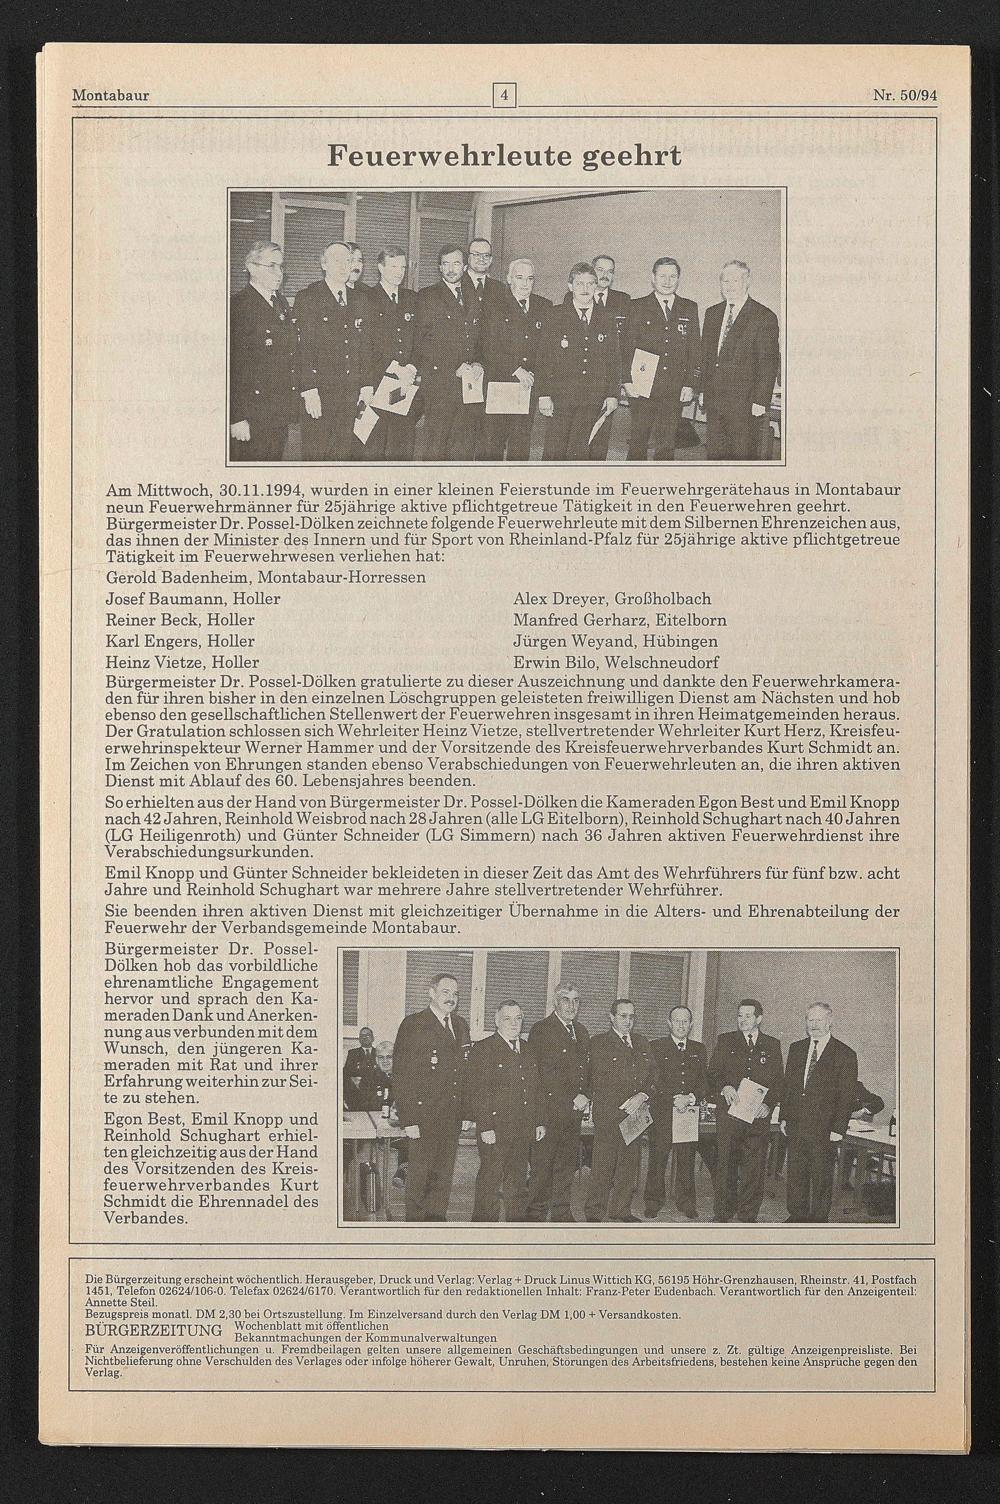 Montabaur 4 Nr. 50/94
Feuerwehrleute geehrt
Am Mittwoch, 30.11.1994, wurden in einer kleinen Feierstunde im Feuerwehrgerätehaus in Montabaur
neun Feuerwehrmänner für 25jährige aktive pflichtgetreue Tätigkeit in den Feuerwehren geehrt.
Bürgermeister Dr. Possel-Dölken zeichnete folgende Feuerwehrleute mit dem Silbernen Ehrenzeichen aus,
das ihnen der Minister des Innern und für Sport von Rheinland-Pfalz für 25jährige aktive pflichtgetreue
Tätigkeit im Feuerwehrwesen verliehen hat:
Gerold Badenheim, Montabaur-Horressen
Josef Baumann, Holler
Reiner Beck, Holler
Karl Engers, Holler
Heinz Vietze, Holler
Alex Dreyer, Großholbach
Manfred Gerharz, Eitelborn
Jürgen Weyand, Hübingen
Erwin Bilo, Welschneudorf
Bürgermeister Dr. Possel-Dölken gratulierte zu dieser Auszeichnung und dankte den Feuerwehrkamera-
den für ihren bisher in den einzelnen Löschgruppen geleisteten freiwilligen Dienst am Nächsten und hob
ebenso den gesellschaftlichen Stellenwert der Feuerwehren insgesamt in ihren Heimatgemeinden heraus.
Der Gratulation schlossen sich Wehrleiter Heinz Vietze, stellvertretender Wehrleiter Kurt Herz, Kreisfeu-
erwehrinspekteur Werner Hammer und der Vorsitzende des Kreisfeuerwehrverbandes Kurt Schmidt an.
Im Zeichen von Ehrungen standen ebenso Verabschiedungen von Feuerwehrleuten an, die ihren aktiven
Dienst mit Ablauf des 60. Lebensjahres beenden.
So erhielten aus der Hand von Bürgermeister Dr. Possel-Dölken die Kameraden Egon Best und Emil Knopp
nach 42 Jahren, Reinhold Weisbrod nach 28 Jahren (alle LG Eitelborn), Reinhold Schughart nach 40 Jahren
(LG Heiligenroth) und Günter Schneider (LG Simmern) nach 36 Jahren aktiven Feuerwehrdienst ihre
Verabschiedungsurkunden.
Emil Knopp und Günter Schneider bekleideten in dieser Zeit das Amt des Wehrführers für fünf bzw. acht
Jahre und Reinhold Schughart war mehrere Jahre stellvertretender Wehrführer.
Sie beenden ihren aktiven Dienst mit gleichzeitiger Übernahme in die Alters- und Ehrenabteilung der
Feuerwehr der Verbandsgemeinde Montabaur.
Bürgermeister Dr. Possel-
Dölken hob das vorbildliche
ehrenamtliche Engagement
hervor und sprach den Ka-
meraden Dank und Anerken-
nung aus verbunden mit dem
Wunsch, den jüngeren Ka-
meraden mit Rat und ihrer
Erfahrung weiterhin zur Sei-
te zu stehen.
Egon Best, Emil Knopp und
Reinhold Schughart erhiel-
ten gleichzeitig aus der Hand
des Vorsitzenden des Kreis-
feuerwehrverbandes Kurt
Schmidt die Ehrennadel des
Verbandes.
Die Bürgerzeitung erscheint wöchentlich. Herausgeber, Druck und Verlag: Verlag + Druck Linus Wittich KG, 56195 Höhr-Grenzhausen, Rheinstr. 41, Postfach
1451, Telefon 02624/106-0. Telefax 02624/6170. Verantwortlich für den redaktionellen Inhalt: Franz-Peter Eudenbach. Verantwortlich für den Anzeigenteil:
Annette Steil.
Bezugspreis monatl. DM 2,30 bei Ortszustellung. Im Einzelversand durch den Verlag DM 1,00 + Versandkosten.
BÜRGERZEITUNG Wochenblatt mit öffentlichen
Bekanntmachungen der Kommunalverwaltungen
Für Anzeigenveröffentlichungen u. Fremdbeilagen gelten unsere allgemeinen Geschäftsbedingungen und unsere z. Zt. gültige Anzeigenpreisliste. Bei
Nichtbelieferung ohne Verschulden des Verlages oder infolge höherer Gewalt, Unruhen, Störungen des Arbeitsfriedens, bestehen keine Ansprüche gegen den
Verlag.